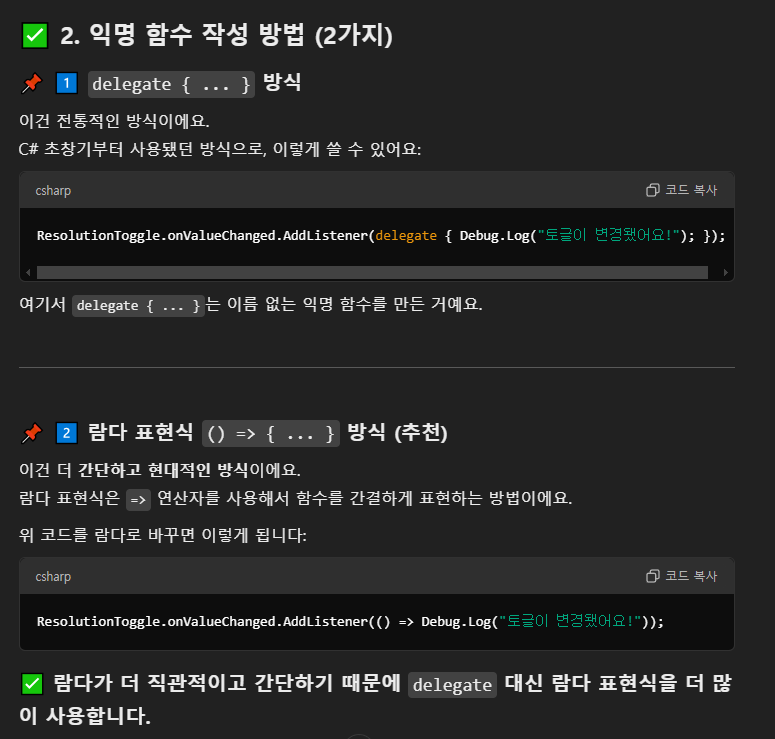 ✅ 2. 익명 함수 작성 방법 (2가지)
📌 1️⃣ delegate { ... } 방식
이건 전통적인 방식이에요.
C# 초창기부터 사용됐던 방식으로, 이렇게 쓸 수 있어요:
csharp 코드 복사
ResolutionToggle.onValueChanged.AddListener(delegate { Debug.Log("토글이 변경됐어요!"); });
여기서 delegate { ... }는 이름 없는 익명 함수를 만든 거예요.
📌 2️⃣ 람다 표현식 () => { ... } 방식 (추천)
이건 더 간단하고 현대적인 방식이에요.
람다 표현식은 => 연산자를 사용해서 함수를 간결하게 표현하는 방법이에요.
위 코드를 람다로 바꾸면 이렇게 됩니다:
csharp 코드 복사
ResolutionToggle.onValueChanged.AddListener(() => Debug.Log("토글이 변경됐어요!"));
✅ 람다가 더 직관적이고 간단하기 때문에 delegate 대신 람다 표현식을 더 많
이 사용합니다.